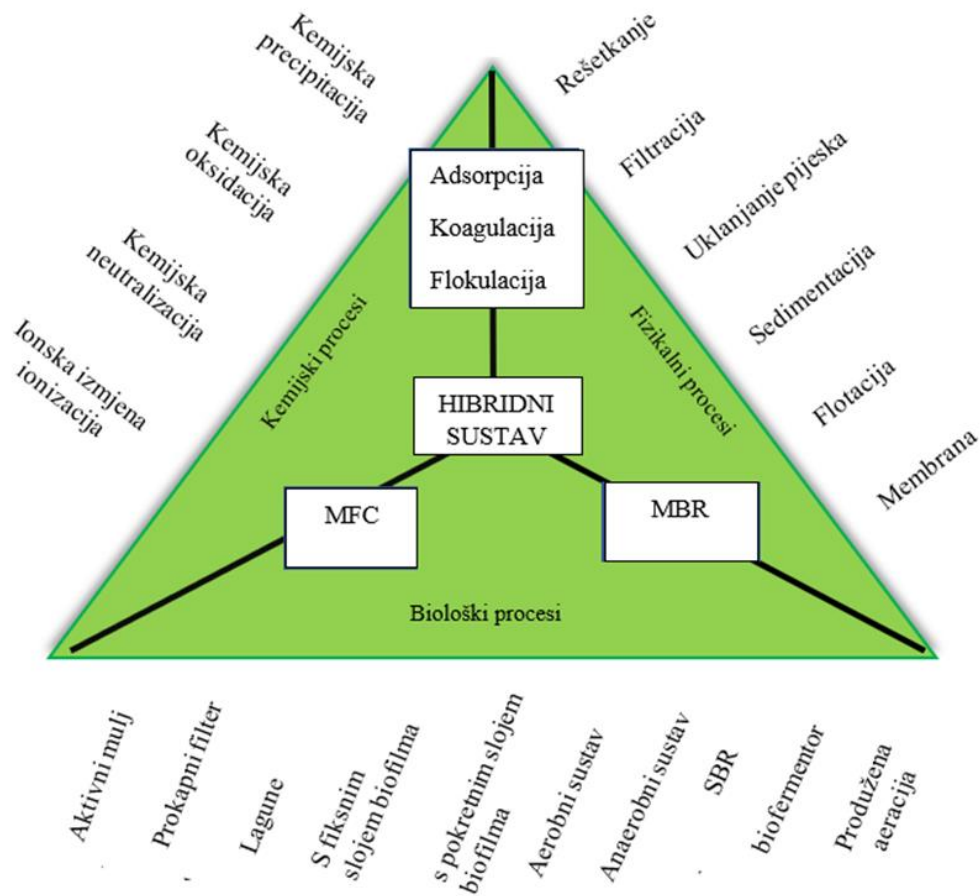 Kemijska
precipitacija
Kemijska
oksidacija
Kemijska
neutralizacija
Ionska izmjena
ionizacija
Rešetkanje
Filtracija
Uklanjanje pijeska
Sedimentacija
Flotacija
Membrana
Adsorpcija
Koagulacija
Flokulacija
Kemijski procesi
Fizikalni procesi
HIBRIDNI
SUSTAV
MFC
MBR
Biološki procesi
Aktivni mulj
Prokapni filter
Lagune
S fiksnim
slojem biofilma
s pokretnim slojem
biofilma
Aerobni sustav
Anaerobni sustav
SBR
biofermentor
Produžena
aeracija